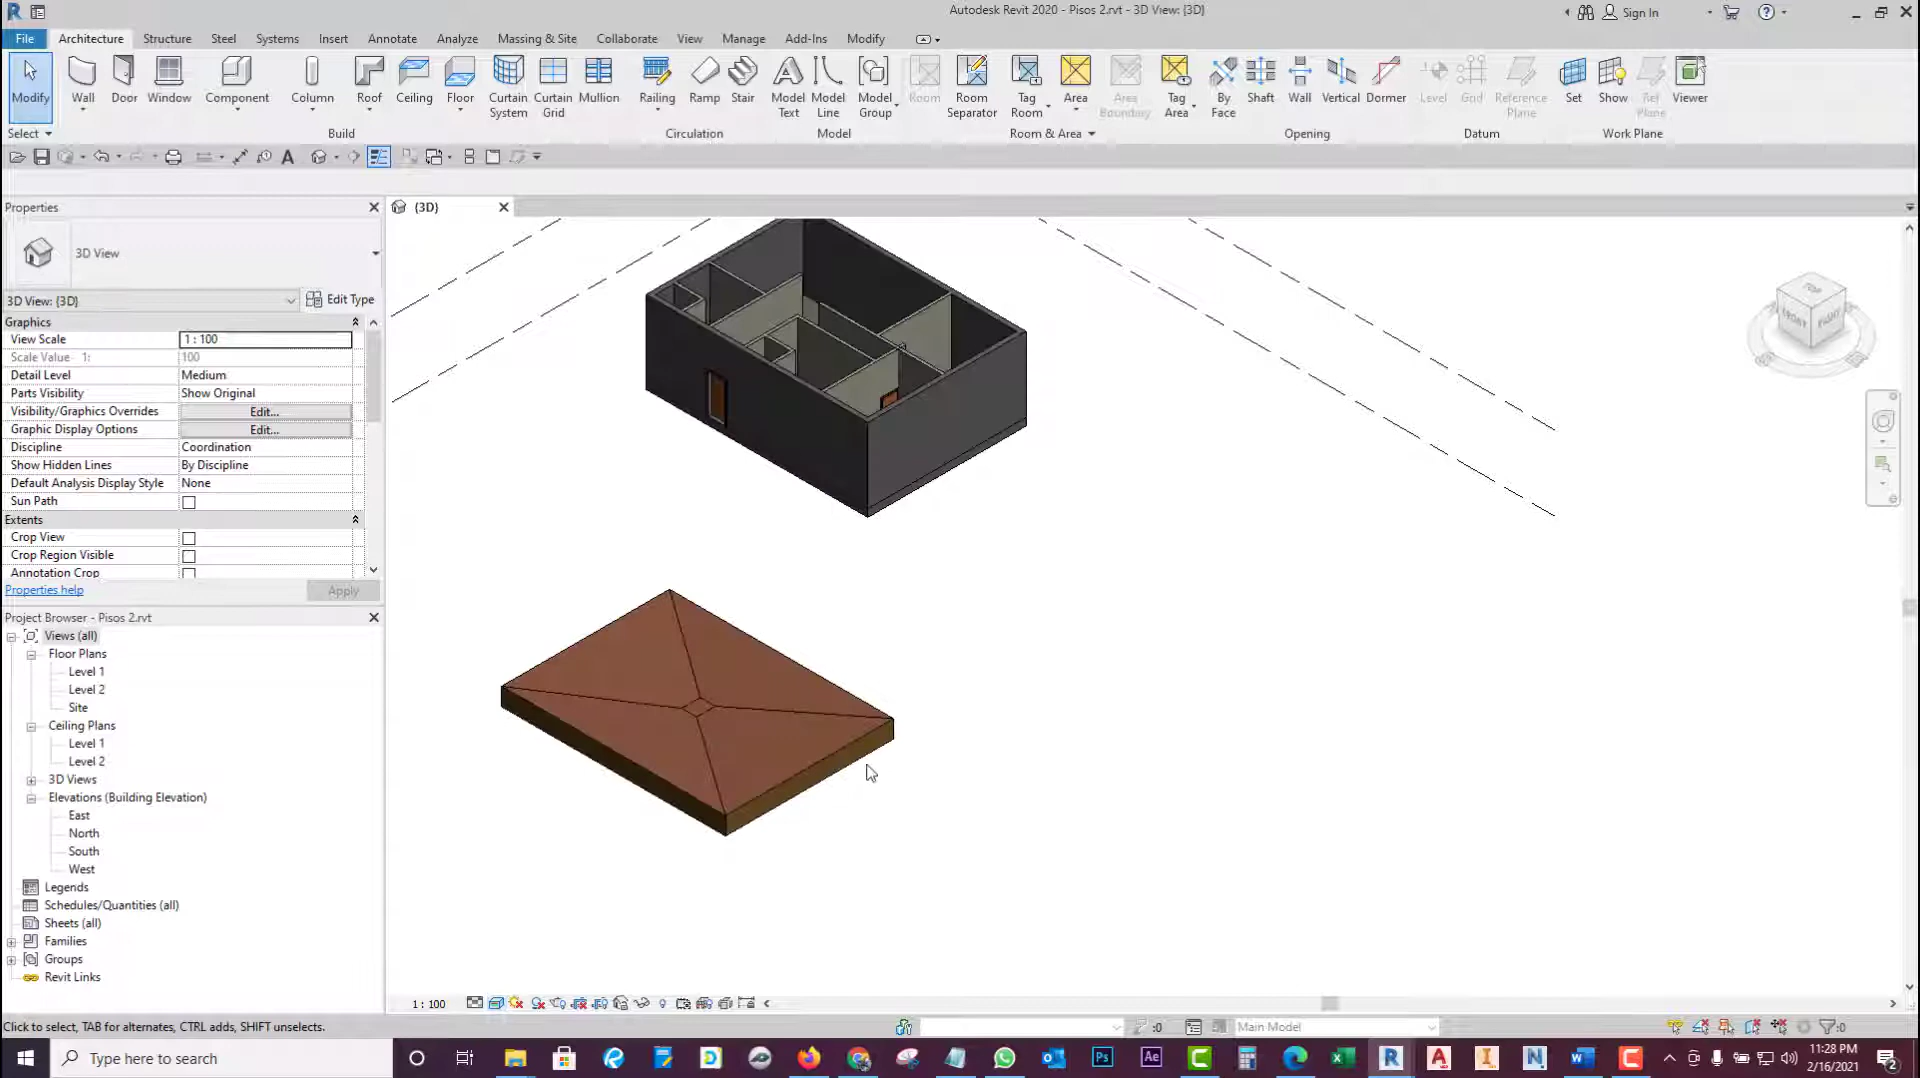 Autodesk Revit 2020 - Pisos 2.rvt - 3D View: {3D}
Sign In
File Architecture Structure Steel Systems Insert Annotate Analyze Massing & Site Collaborate View Manage Add-Ins Modify
Modify Wall Door Window Component Column Roof Ceiling Floor Curtain System Curtain Grid Mullion Railing Ramp Stair Model Text Model Line Model Group Room Room Separator Tag Room Area Area Boundary Tag Area By Face Shaft Wall Vertical Dormer Level Grid Reference Plane Set Show Ref Plane Viewer
Select Build Circulation Model Room & Area Opening Datum Work Plane
Properties
{3D}
3D View
3D View: {3D} Edit Type
Graphics
View Scale 1 : 100
Scale Value 1: 100
Detail Level Medium
Parts Visibility Show Original
Visibility/Graphics Overrides Edit...
Graphic Display Options Edit...
Discipline Coordination
Show Hidden Lines By Discipline
Default Analysis Display Style None
Sun Path
Extents
Crop View
Crop Region Visible
Annotation Crop
Properties help Apply
Project Browser - Pisos 2.rvt
Views (all)
Floor Plans
Level 1
Level 2
Site
Ceiling Plans
Level 1
Level 2
3D Views
Elevations (Building Elevation)
East
North
South
West
Legends
Schedules/Quantities (all)
Sheets (all)
Families
Groups
Revit Links
TOP
FRONT
RIGHT
1 : 100
Click to select, TAB for alternates, CTRL adds, SHIFT unselects.
:0
Main Model
:0
Type here to search
Ps
Ae
11:28 PM
2/16/2021
2